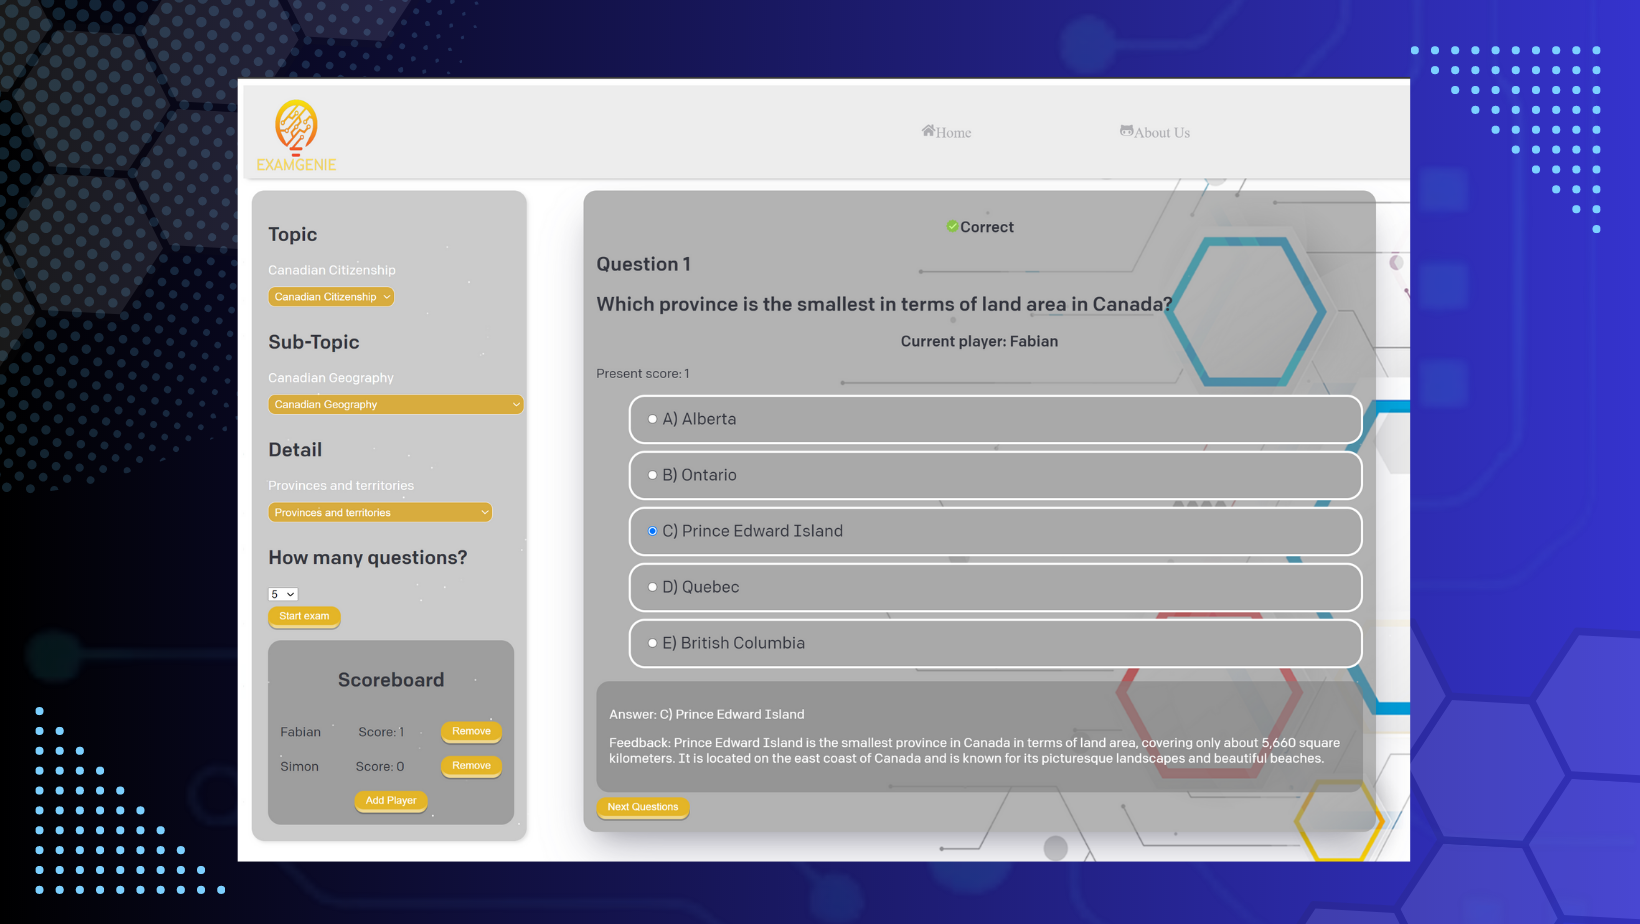 EXAMGENIE
Home
About Us
Topic
Canadian Citizenship
Canadian Citizenship
Sub-Topic
Canadian Geography
Canadian Geography
Detail
Provinces and territories
Provinces and territories
How many questions?
5
Start exam
Scoreboard
Fabian Score: 1 Remove
Simon Score: 0 Remove
Add Player
Correct
Question 1
Which province is the smallest in terms of land area in Canada?
Current player: Fabian
Present score: 1
A) Alberta
B) Ontario
C) Prince Edward Island
D) Quebec
E) British Columbia
Answer: C) Prince Edward Island
Feedback: Prince Edward Island is the smallest province in Canada in terms of land area, covering only about 5,660 square
kilometers. It is located on the east coast of Canada and is known for its picturesque landscapes and beautiful beaches.
Next Questions